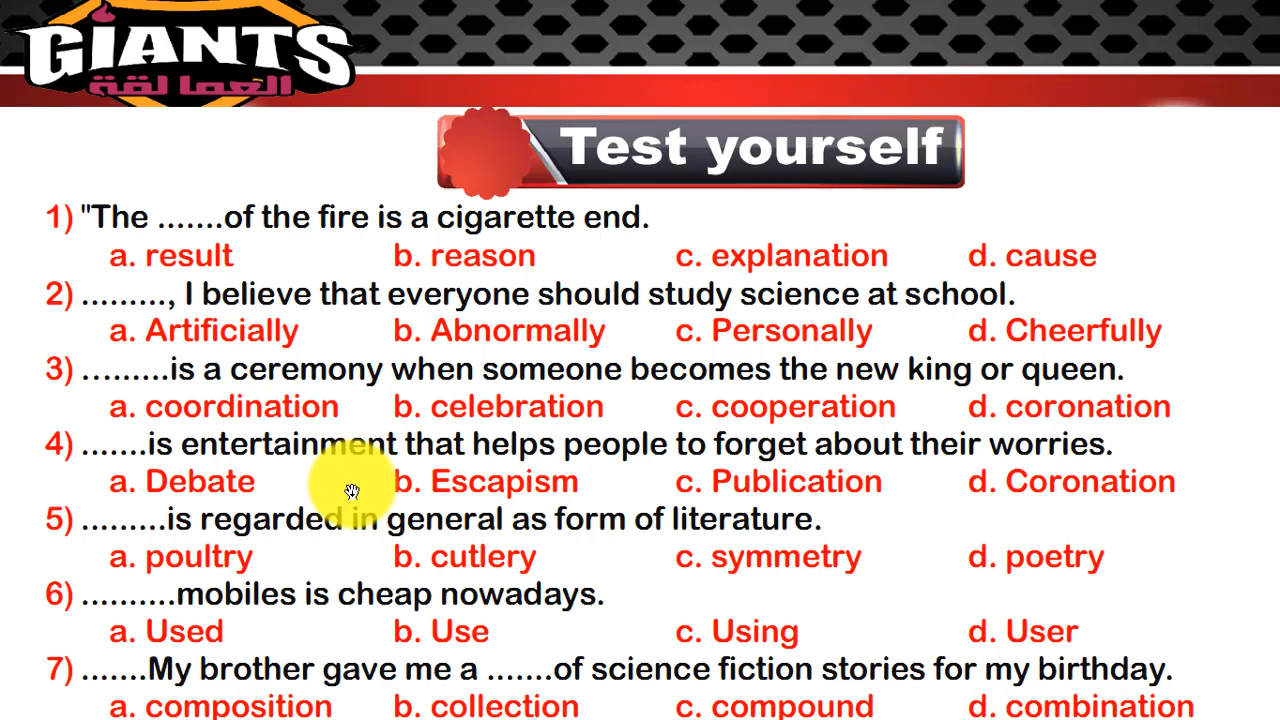 GIANTS
العمالقة
Test yourself
1) "The .......of the fire is a cigarette end.
a. result b. reason c. explanation d. cause
2) ........., I believe that everyone should study science at school.
a. Artificially b. Abnormally c. Personally d. Cheerfully
3) .........is a ceremony when someone becomes the new king or queen.
a. coordination b. celebration c. cooperation d. coronation
4) .......is entertainment that helps people to forget about their worries.
a. Debate b. Escapism c. Publication d. Coronation
5) .........is regarded in general as form of literature.
a. poultry b. cutlery c. symmetry d. poetry
6) ..........mobiles is cheap nowadays.
a. Used b. Use c. Using d. User
7) .......My brother gave me a .......of science fiction stories for my birthday.
a. composition b. collection c. compound d. combination